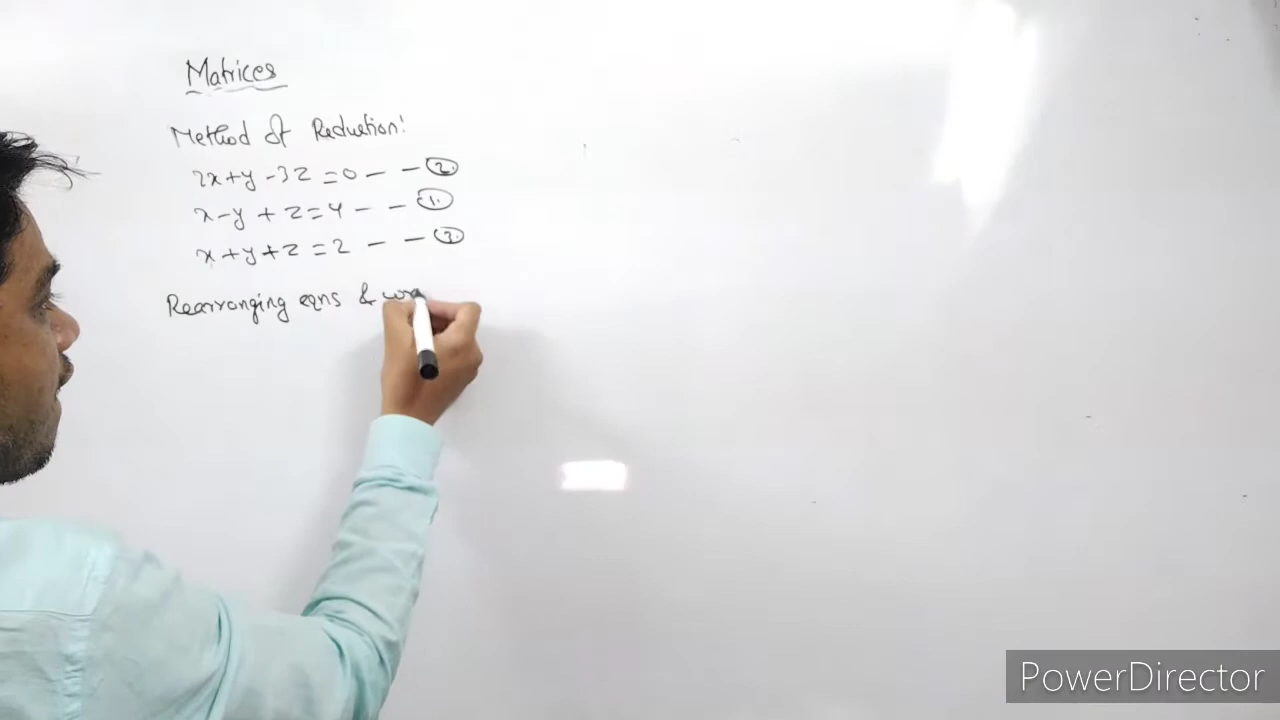 Matrices
Method of Reduction:
2x+y-3z=0 - - ②
x-y+z=4 - - ①
x+y+z=2 - - ③
Rearranging eqns &
PowerDirector